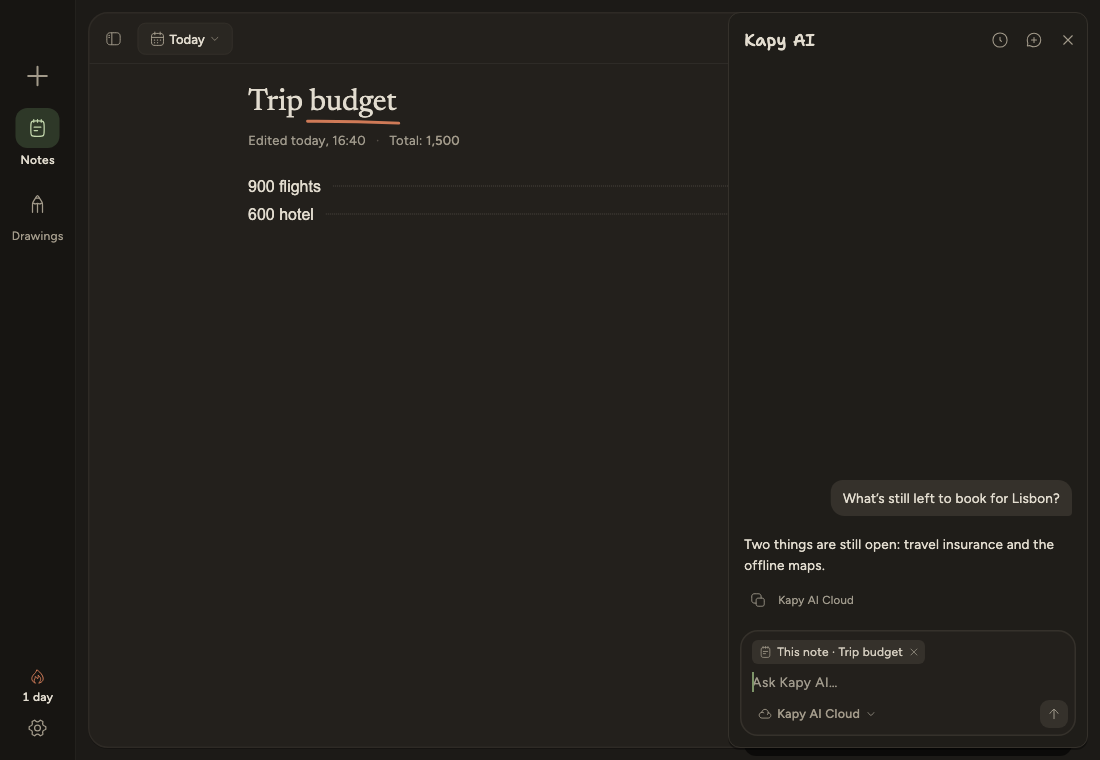 Today
Kapy AI
Notes
Drawings
Trip budget
Edited today, 16:40 · Total: 1,500
900 flights
600 hotel
What's still left to book for Lisbon?
Two things are still open: travel insurance and the
offline maps.
Kapy AI Cloud
This note · Trip budget
Ask Kapy AI...
Kapy AI Cloud
1 day